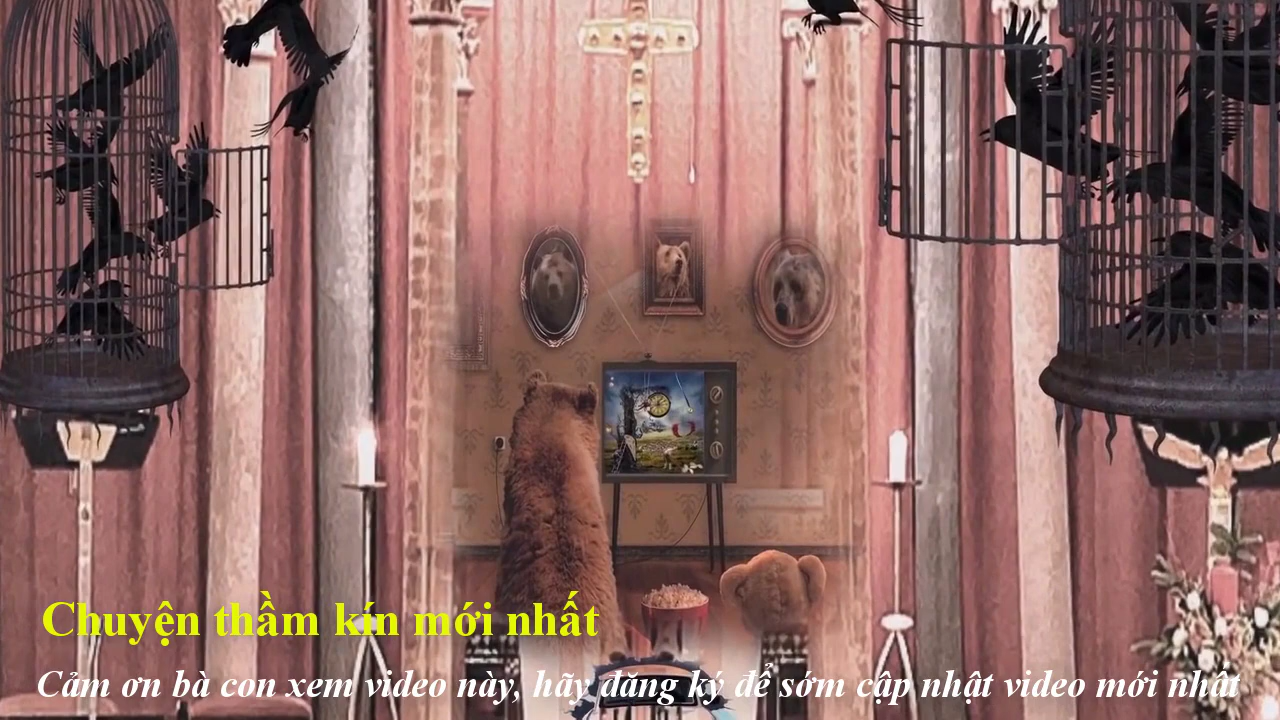 Chuyện thầm kín mới nhất
Cảm ơn bà con xem video này, hãy đăng ký để sớm cập nhật video mới nhất